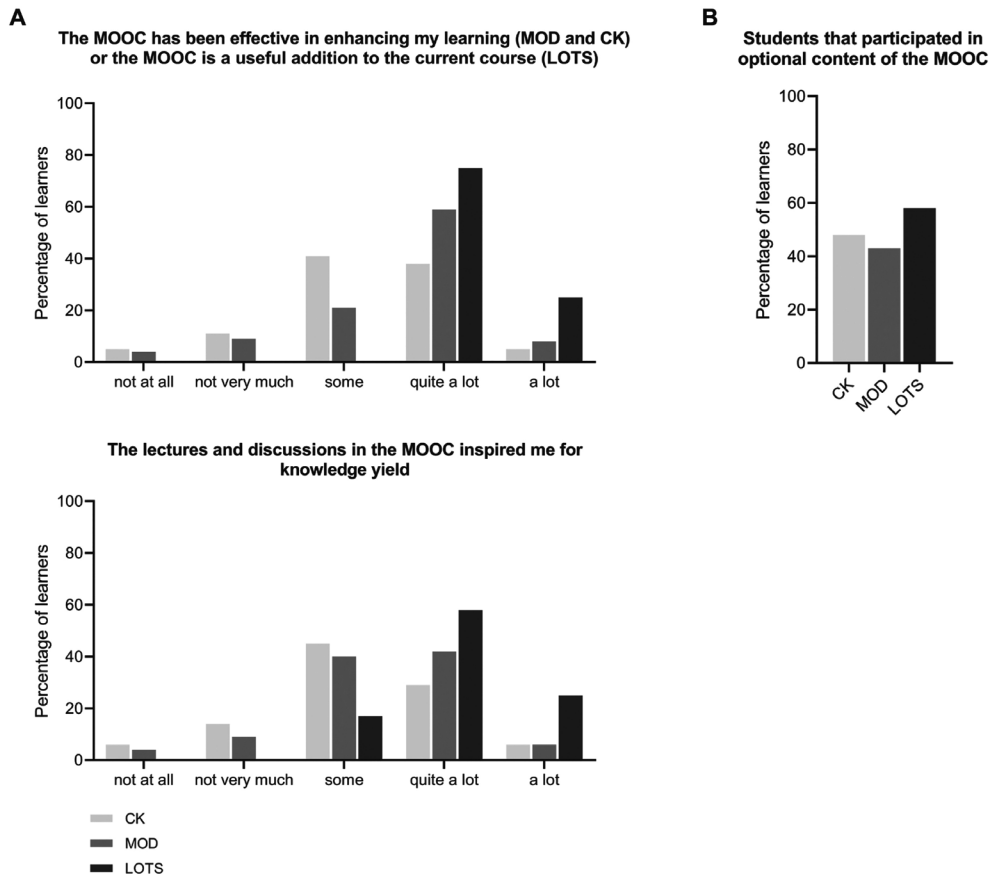 A
The MOOC has been effective in enhancing my learning (MOD and CK)
or the MOOC is a useful addition to the current course (LOTS)
Percentage of learners
100
80
60
40
20
0
not at all
not very much
some
quite a lot
a lot
The lectures and discussions in the MOOC inspired me for
knowledge yield
Percentage of learners
100
80
60
40
20
0
not at all
not very much
some
quite a lot
a lot
CK
MOD
LOTS
B
Students that participated in
optional content of the MOOC
Percentage of learners
100
80
60
40
20
0
CK
MOD
LOTS